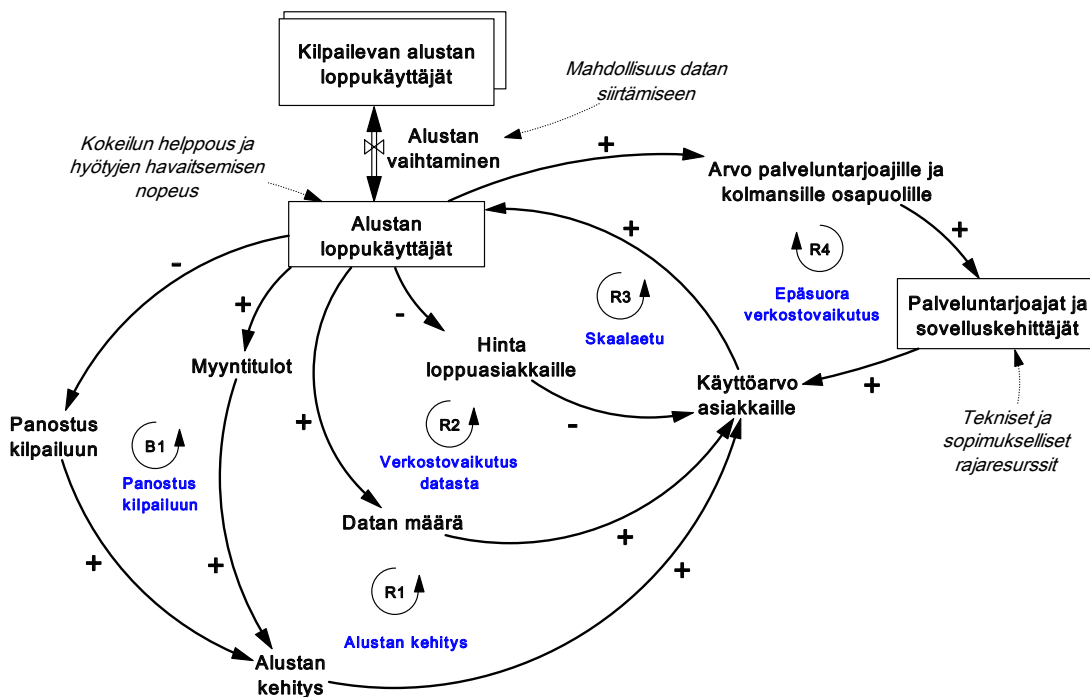 Kilpailevan alustan
loppukäyttäjät
Mahdollisuus datan
siirtämiseen
Kokeilun helppous ja
hyötyjen havaitsemisen
nopeus
Alustan
vaihtaminen
+
Arvo palveluntarjoajille ja
kolmansille osapuolille
Alustan
loppukäyttäjät
+
+
-
R4
Epäsuora
verkostovaikutus
+
R3
Skaalaetu
-
Palveluntarjoajat ja
sovelluskehittäjät
Myyntitulot
Hinta
loppuasiakkaille
Käyttöarvo
asiakkaille
+
Panostus
kilpailuun
B1
Panostus
kilpailuun
+
R2
Verkostovaikutus
datasta
-
Tekniset ja
sopimukselliset
rajaresurssit
Datan määrä
+
+
+
R1
+
Alustan kehitys
Alustan
kehitys